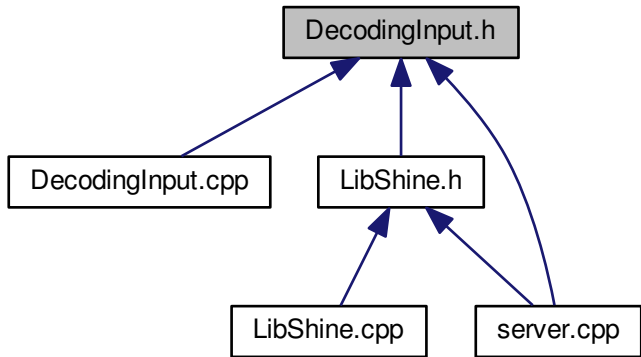 DecodingInput.h
DecodingInput.cpp
LibShine.h
LibShine.cpp
server.cpp